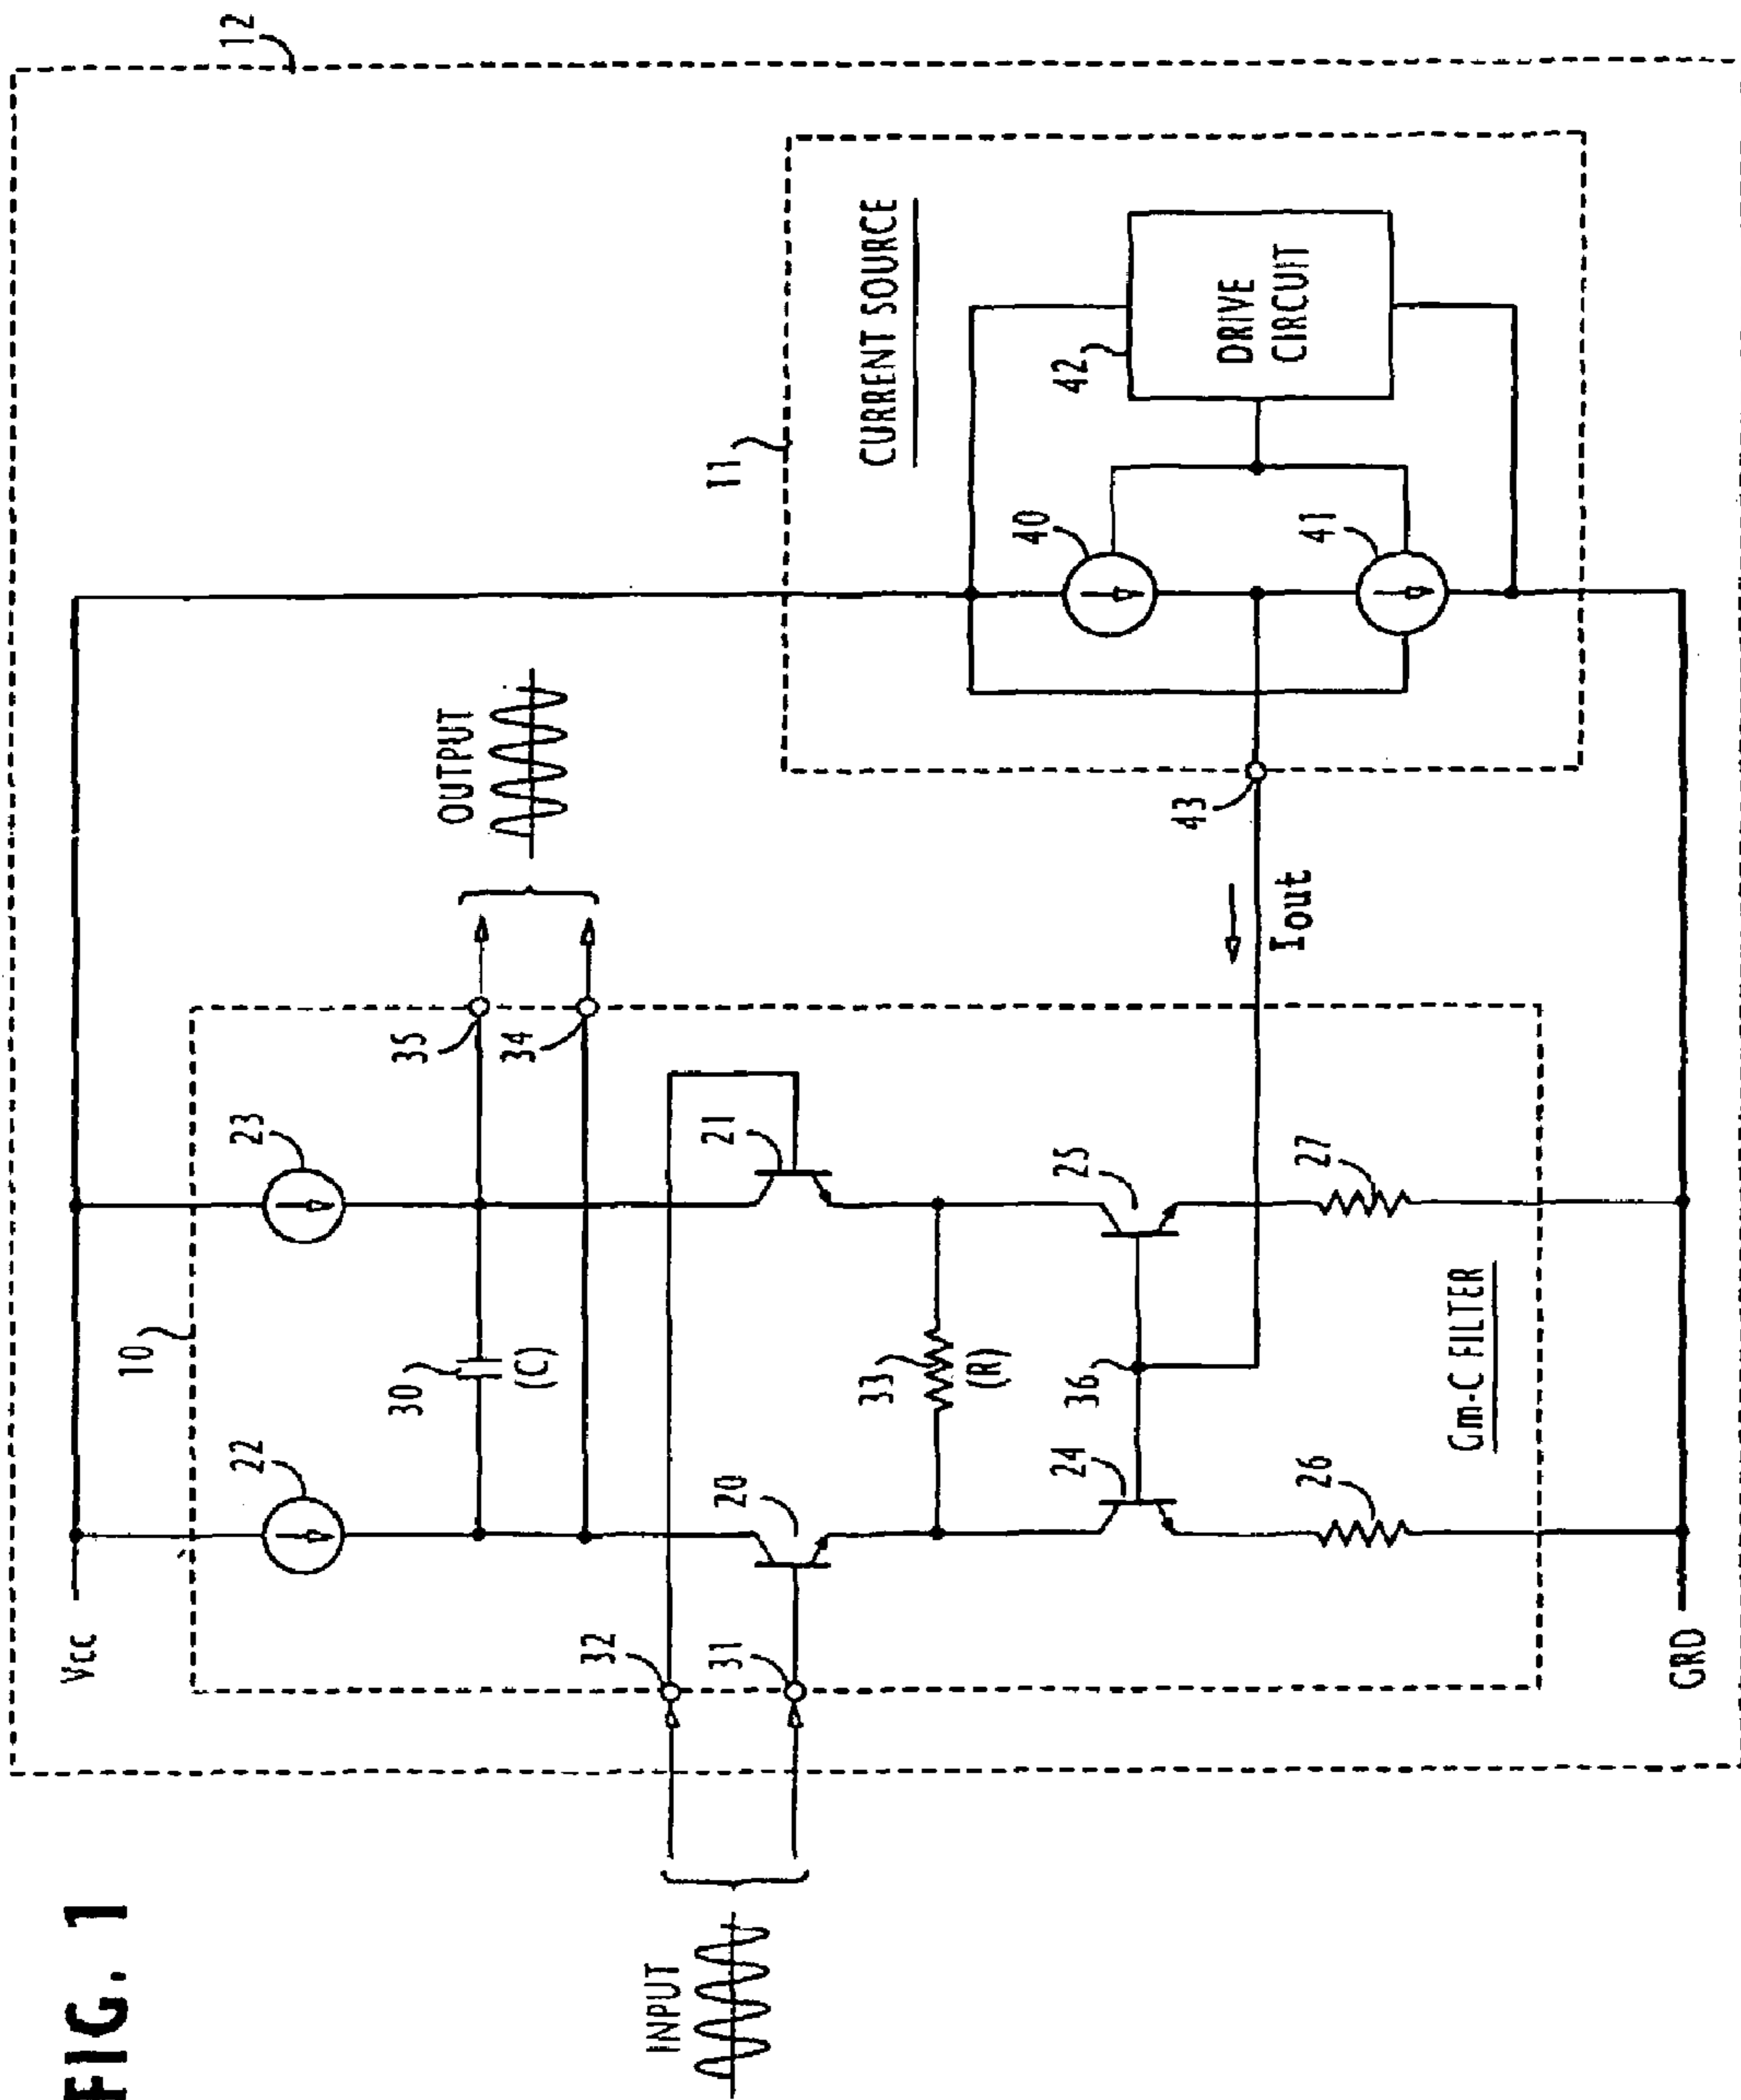 FIG. 1
12
Vcc
10
22
23
30
(C)
35
34
OUTPUT
INPUT
32
31
20
21
33
(R)
24
36
25
26
27
Gm-C FILTER
GRD
Iout
43
11
CURRENT SOURCE
40
41
42
DRIVE
CIRCUIT